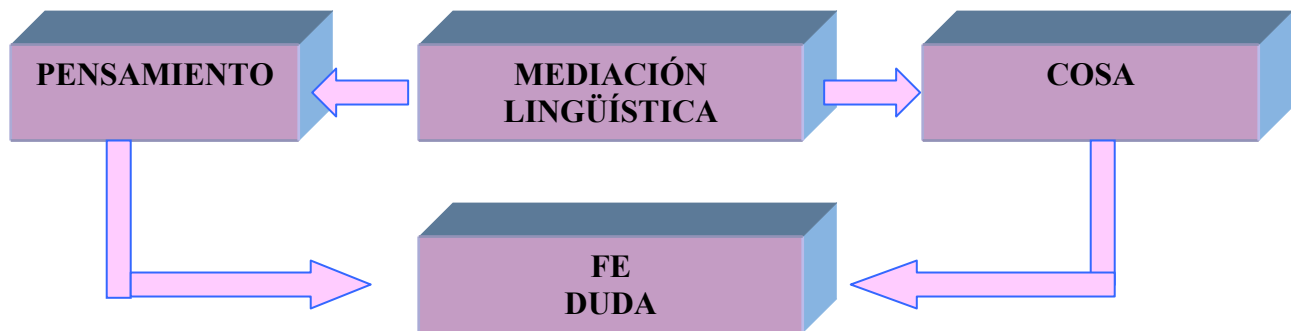 PENSAMIENTO
MEDIACIÓN
LINGÜÍSTICA
COSA
FE
DUDA